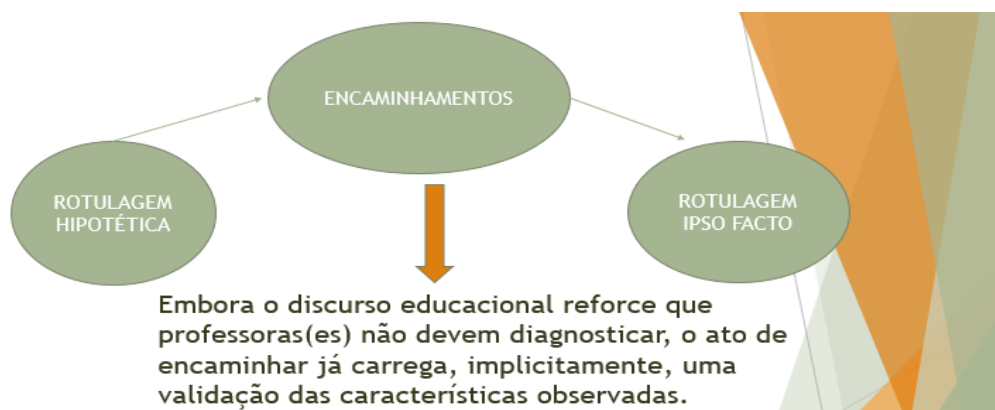 ENCAMINHAMENTOS
ROTULAGEM
HIPOTÉTICA
ROTULAGEM
IPSO FACTO
Embora o discurso educacional reforce que
professoras(es) não devem diagnosticar, o ato de
encaminhar já carrega, implicitamente, uma
validação das características observadas.